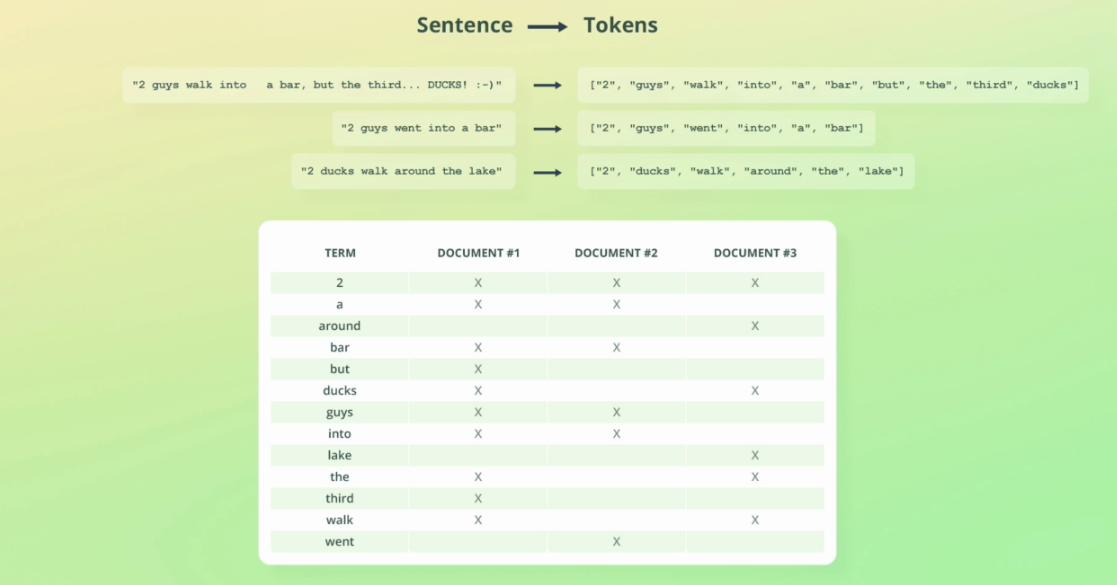 Sentence → Tokens
"2 guys walk into   a bar, but the third... DUCKS! :-)" → ["2", "guys", "walk", "into", "a", "bar", "but", "the", "third", "ducks"]
"2 guys went into a bar" → ["2", "guys", "went", "into", "a", "bar"]
"2 ducks walk around the lake" → ["2", "ducks", "walk", "around", "the", "lake"]
TERM DOCUMENT #1 DOCUMENT #2 DOCUMENT #3
2 X X X
a X X
around X
bar X X
but X
ducks X X
guys X X
into X X
lake X
the X X
third X
walk X X
went X